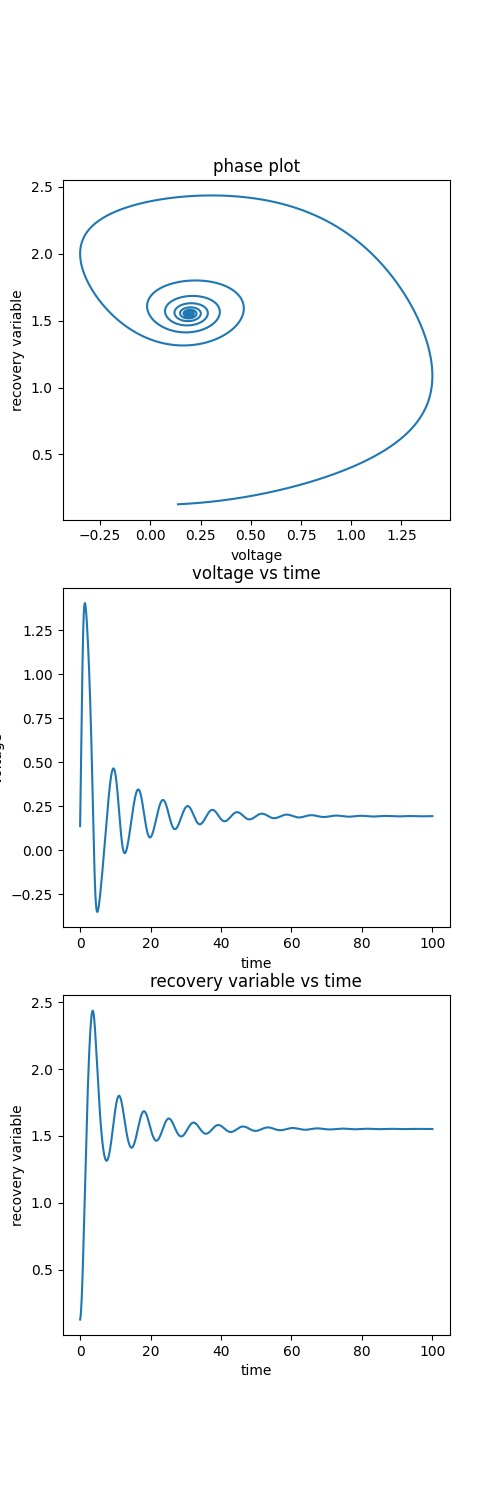 phase plot
2.5
2.0
1.5
1.0
0.5
recovery variable
−0.25 0.00 0.25 0.50 0.75 1.00 1.25
voltage
voltage vs time
1.25
1.00
0.75
0.50
0.25
0.00
−0.25
0 20 40 60 80 100
time
recovery variable vs time
2.5
2.0
1.5
1.0
0.5
recovery variable
0 20 40 60 80 100
time